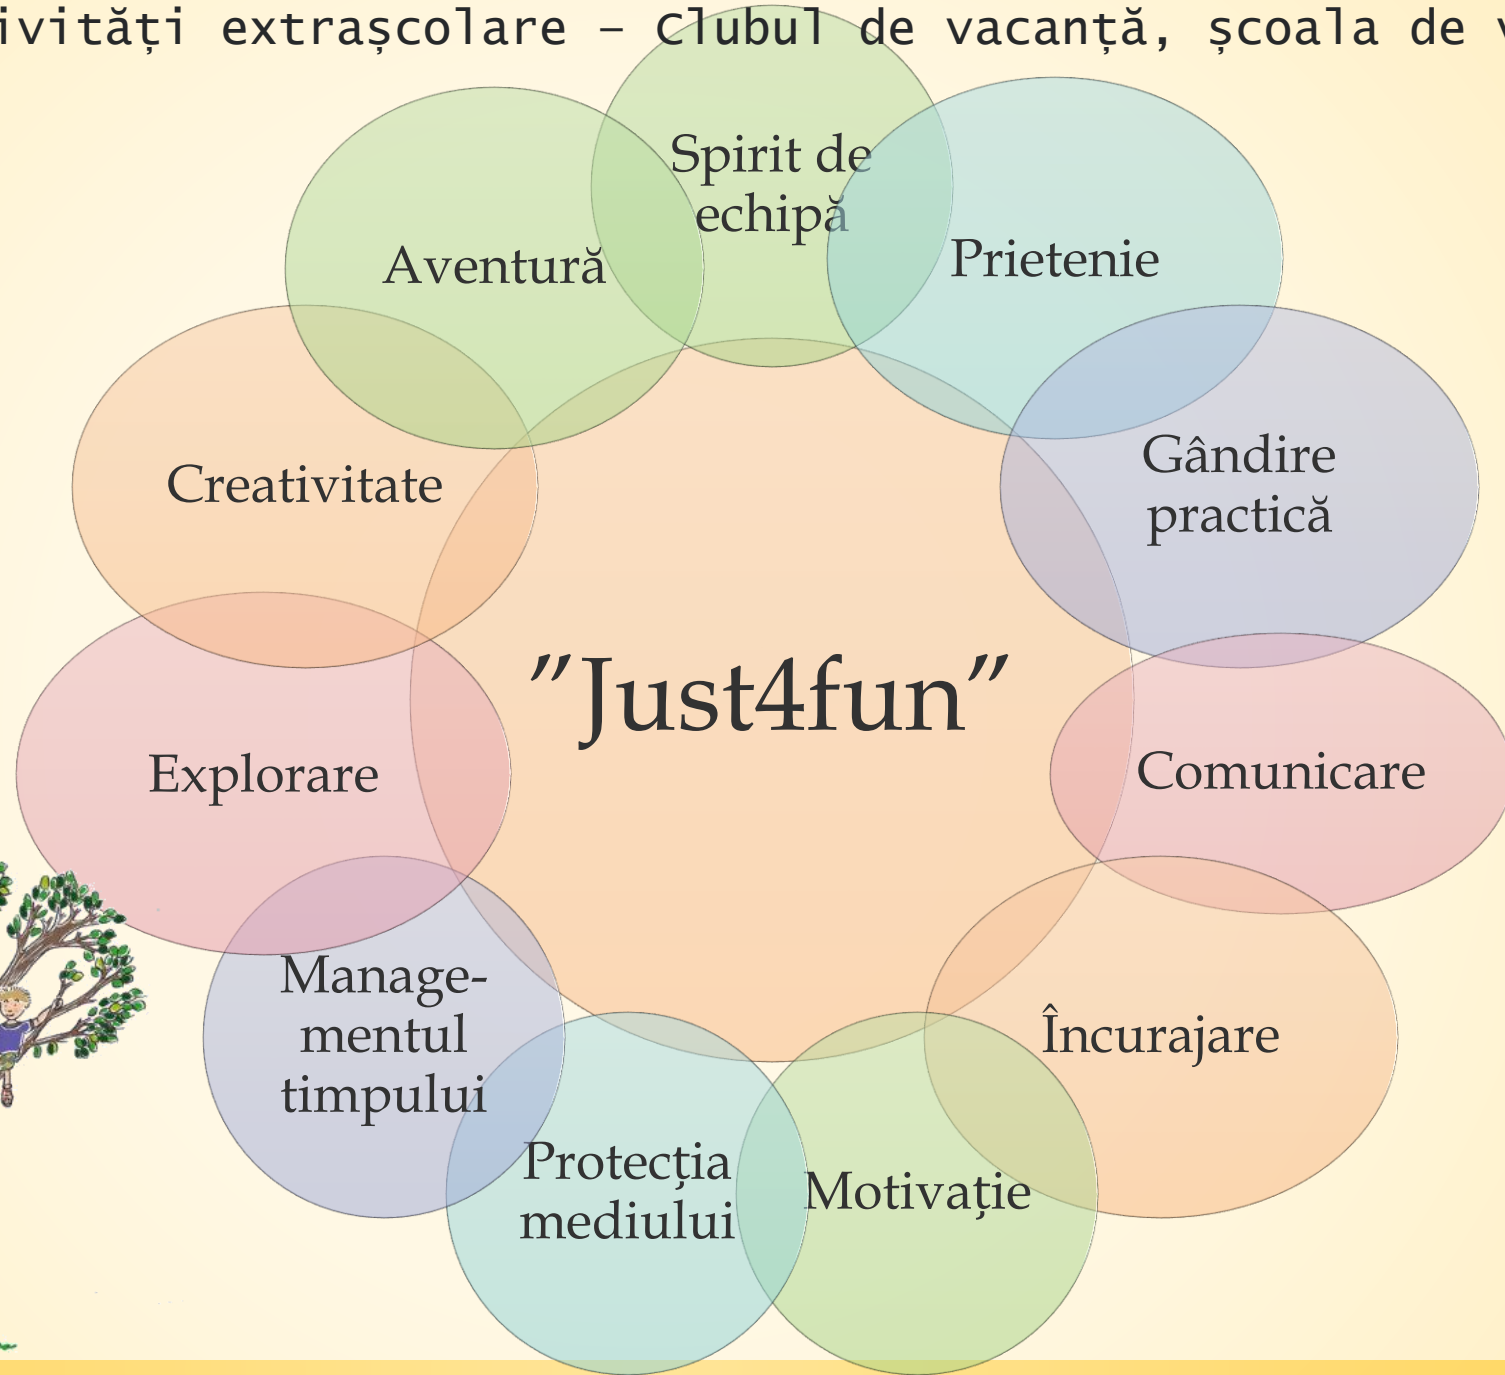 ivități extrașcolare – Clubul de vacanță, școala de
Spirit de
echipă
Prietenie
Gândire
practică
Comunicare
Încurajare
Motivație
Protecția
mediului
Manage-
mentul
timpului
Explorare
Creativitate
Aventură
”Just4fun”